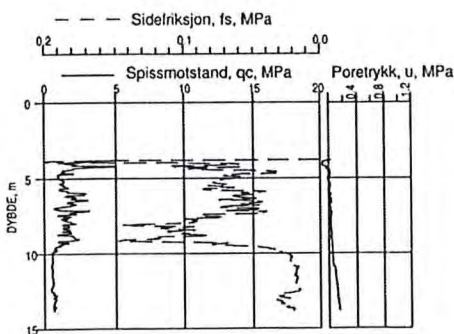 Sidefriksjon, fs, MPa
0,2 0,1 0,0
Spissmotstand, qc, MPa Poretrykk, u, MPa
0 5 10 15 20 0.4 0.8 1.2
DYBDE, m
0
5
10
15